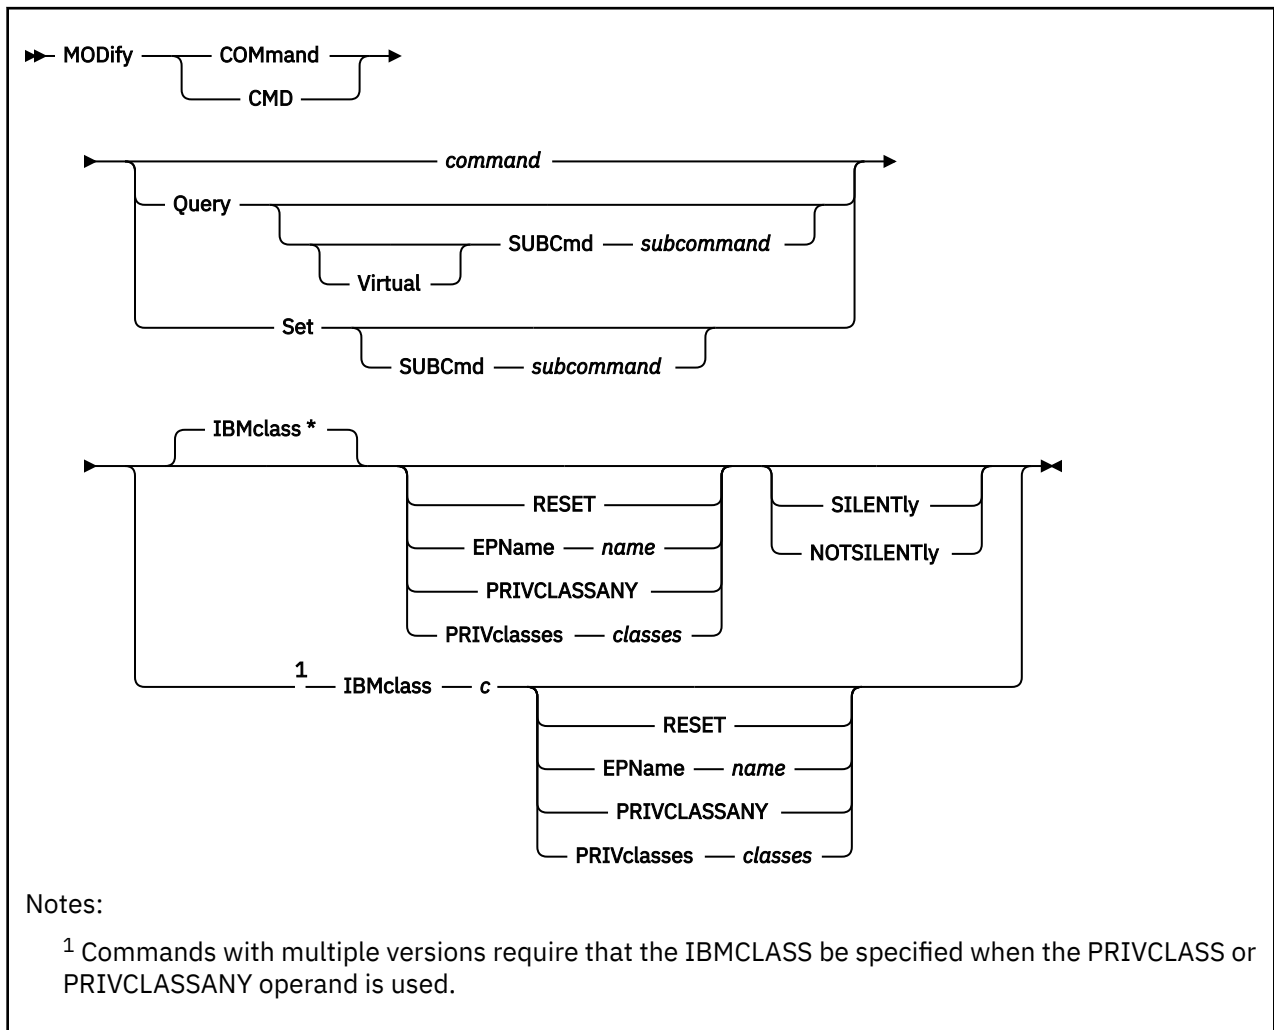 MODify COMmand
CMD
command
Query
SUBCmd subcommand
Virtual
Set
SUBCmd subcommand
IBMclass *
RESET
SILENTly
EPName name
NOTSILENTly
PRIVCLASSANY
PRIVclasses classes
1
IBMclass c
RESET
EPName name
PRIVCLASSANY
PRIVclasses classes
Notes:
1 Commands with multiple versions require that the IBMCLASS be specified when the PRIVCLASS or
PRIVCLASSANY operand is used.